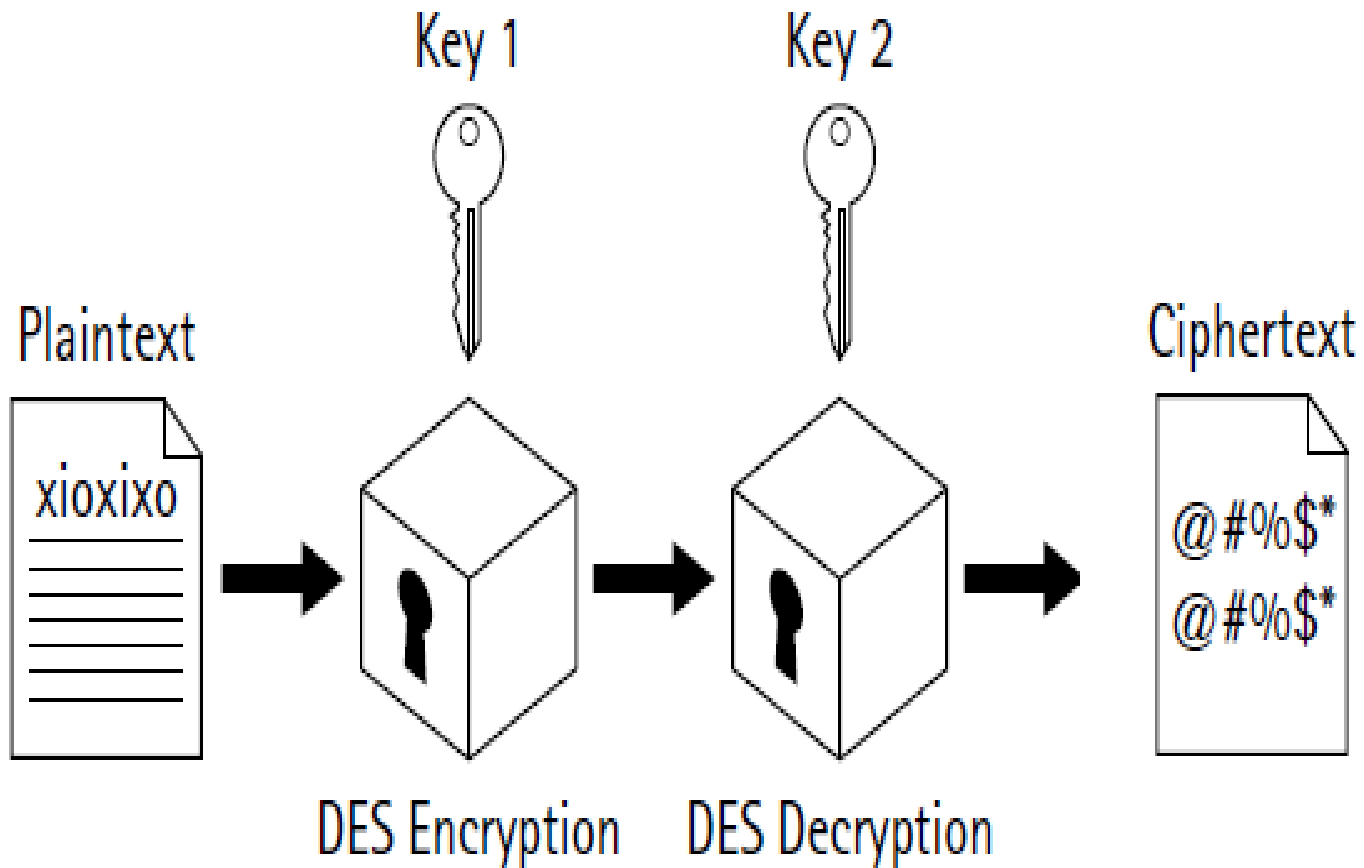 Key 1
Key 2
Plaintext
Ciphertext
xioxixo
@#%$*
@#%$*
DES Encryption
DES Decryption